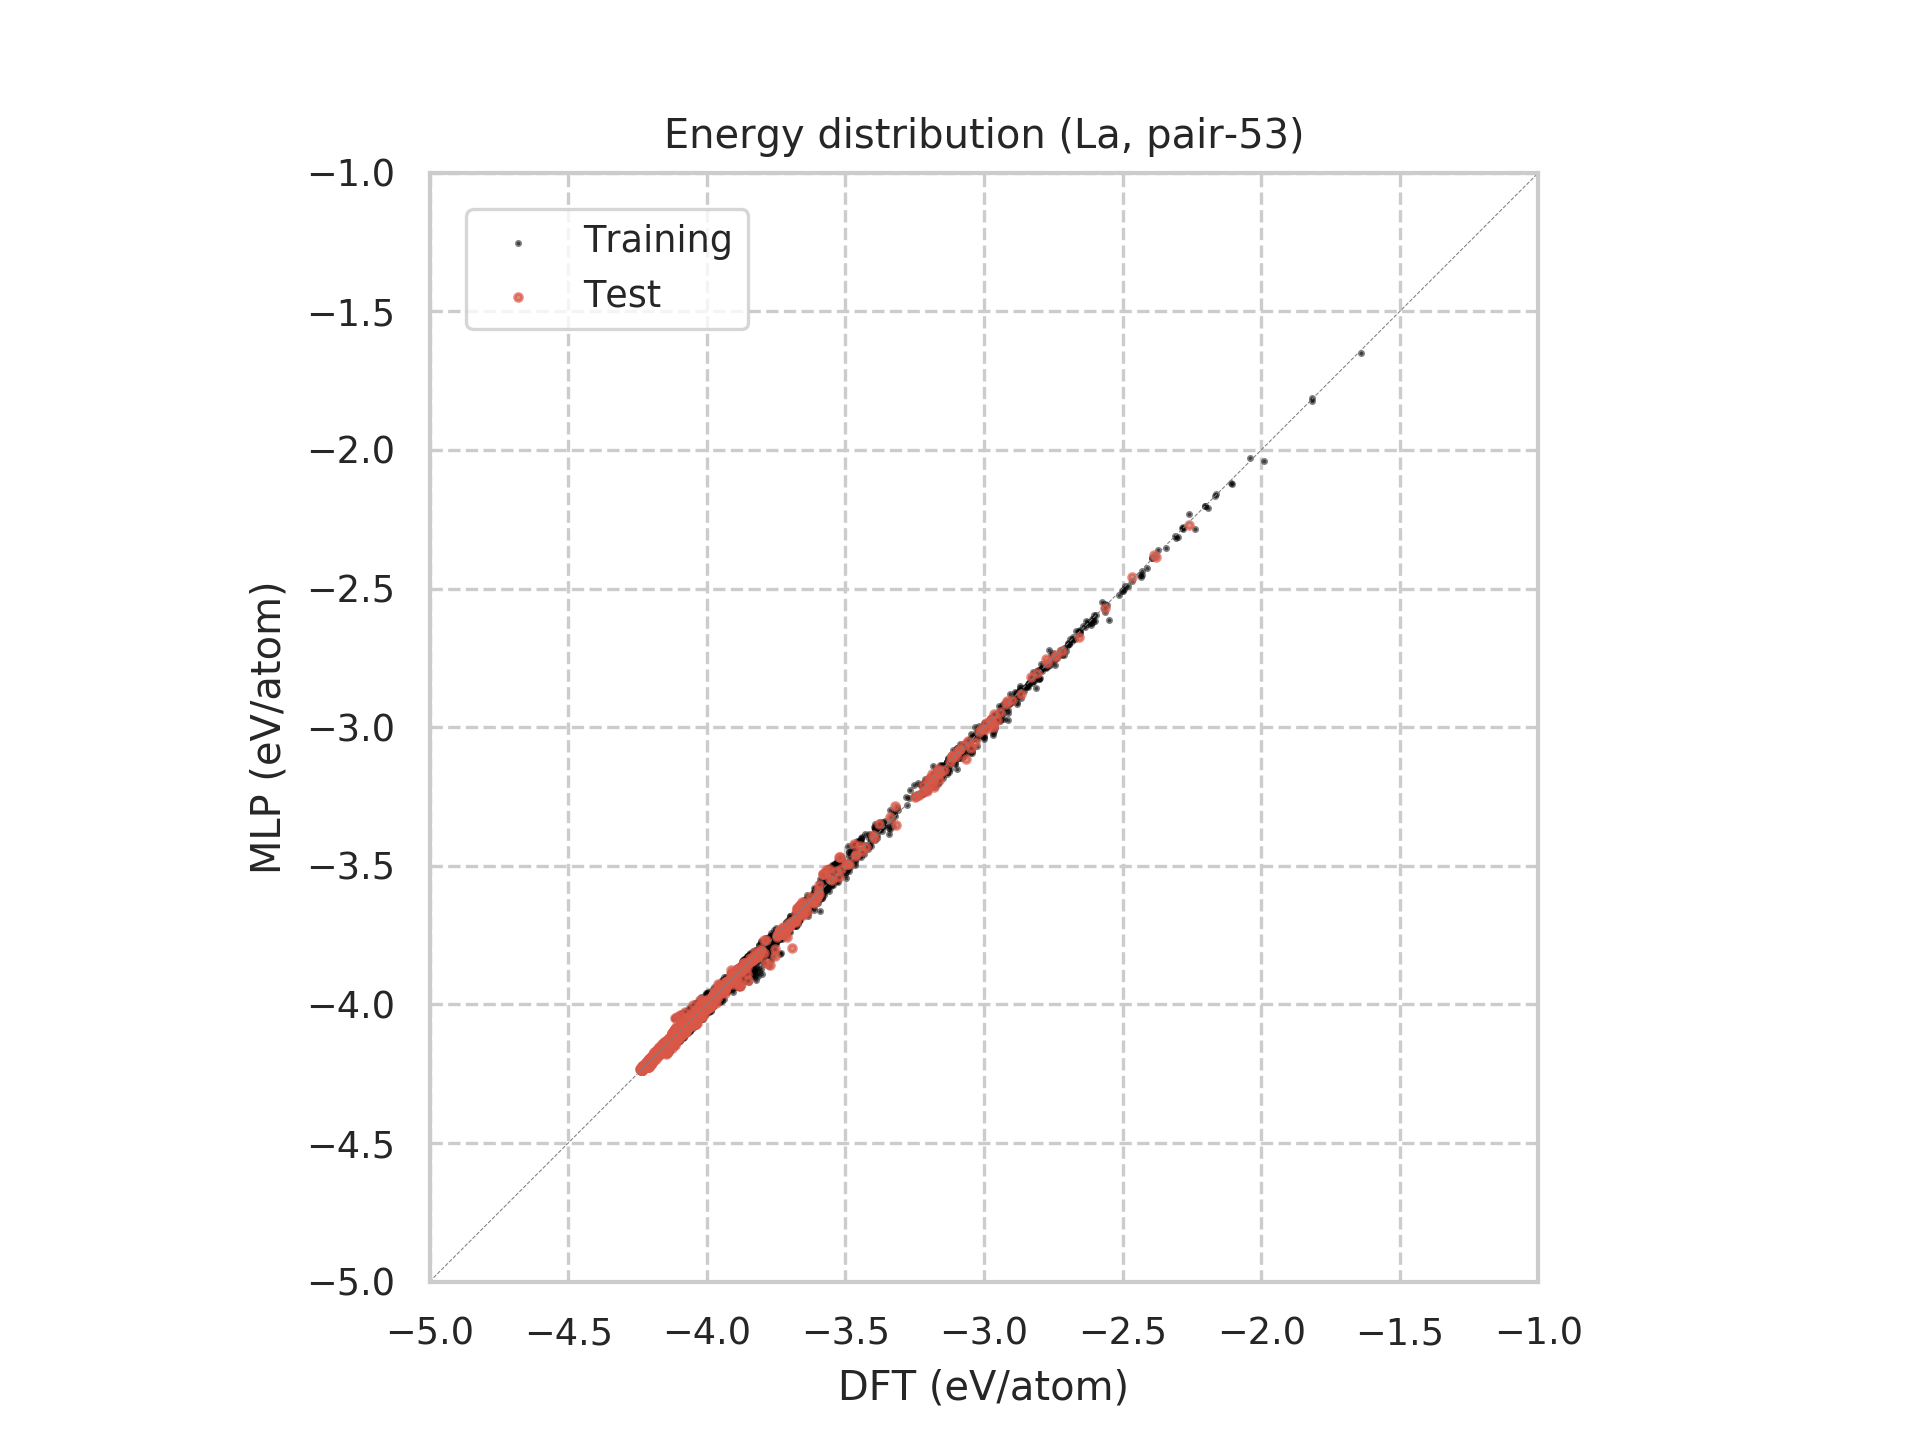 Energy distribution (La, pair-53)
−1.0
−1.5
−2.0
−2.5
−3.0
−3.5
−4.0
−4.5
−5.0
Training
Test
MLP (eV/atom)
−5.0 −4.5 −4.0 −3.5 −3.0 −2.5 −2.0 −1.5 −1.0
DFT (eV/atom)